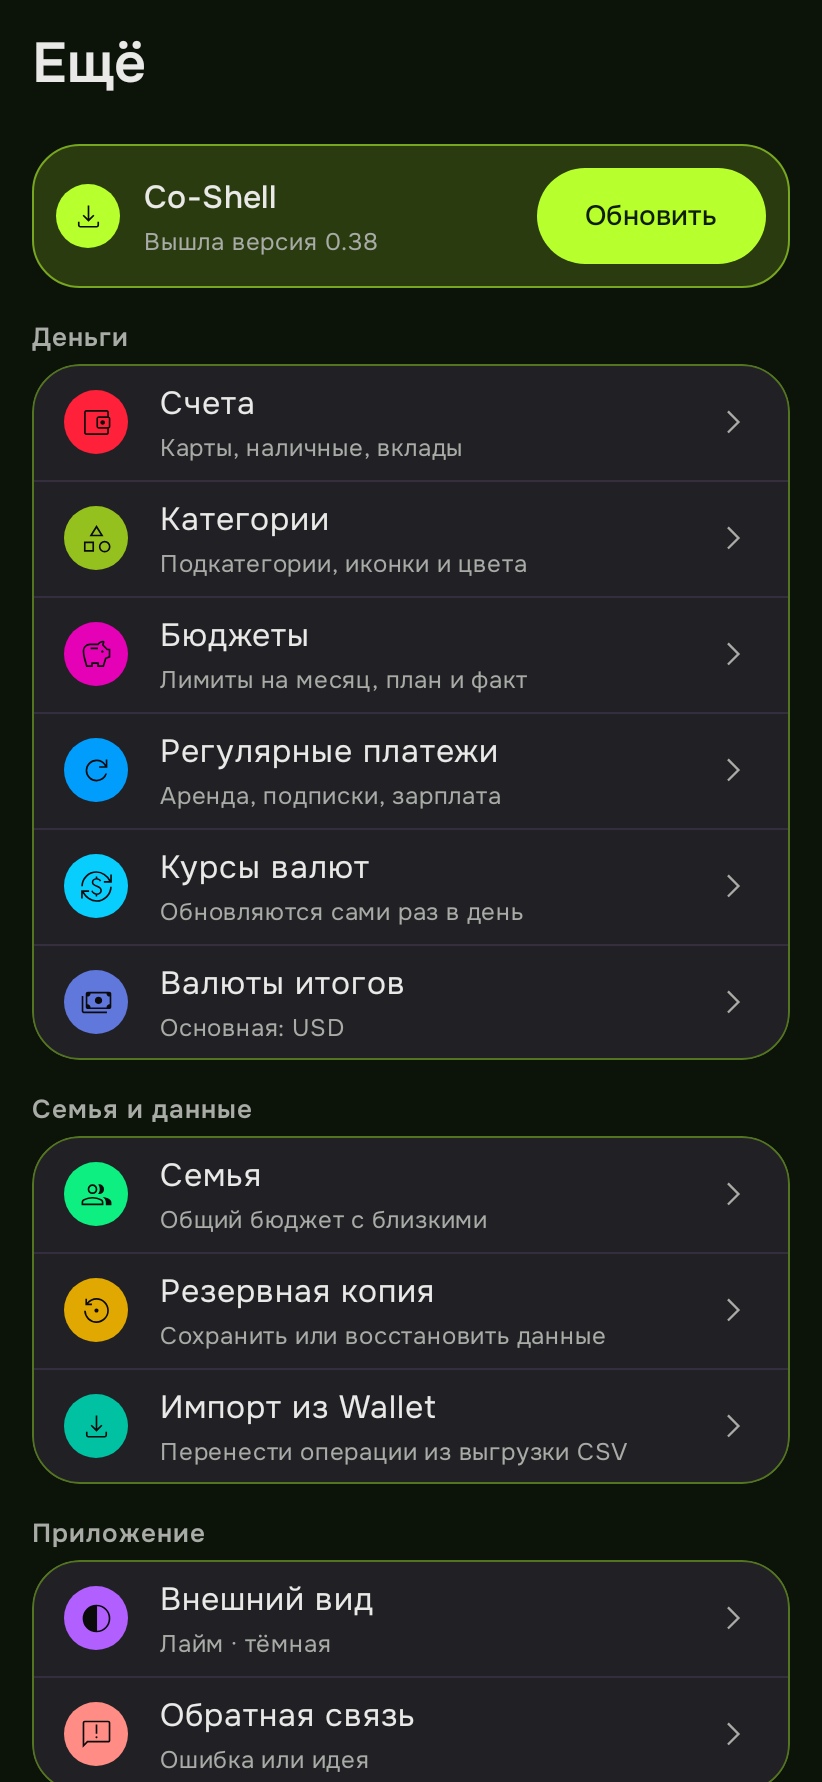 Ещё
Co-Shell
Вышла версия 0.38
Обновить
Деньги
Счета
Карты, наличные, вклады
Категории
Подкатегории, иконки и цвета
Бюджеты
Лимиты на месяц, план и факт
Регулярные платежи
Аренда, подписки, зарплата
Курсы валют
Обновляются сами раз в день
Валюты итогов
Основная: USD
Семья и данные
Семья
Общий бюджет с близкими
Резервная копия
Сохранить или восстановить данные
Импорт из Wallet
Перенести операции из выгрузки CSV
Приложение
Внешний вид
Лайм · тёмная
Обратная связь
Ошибка или идея